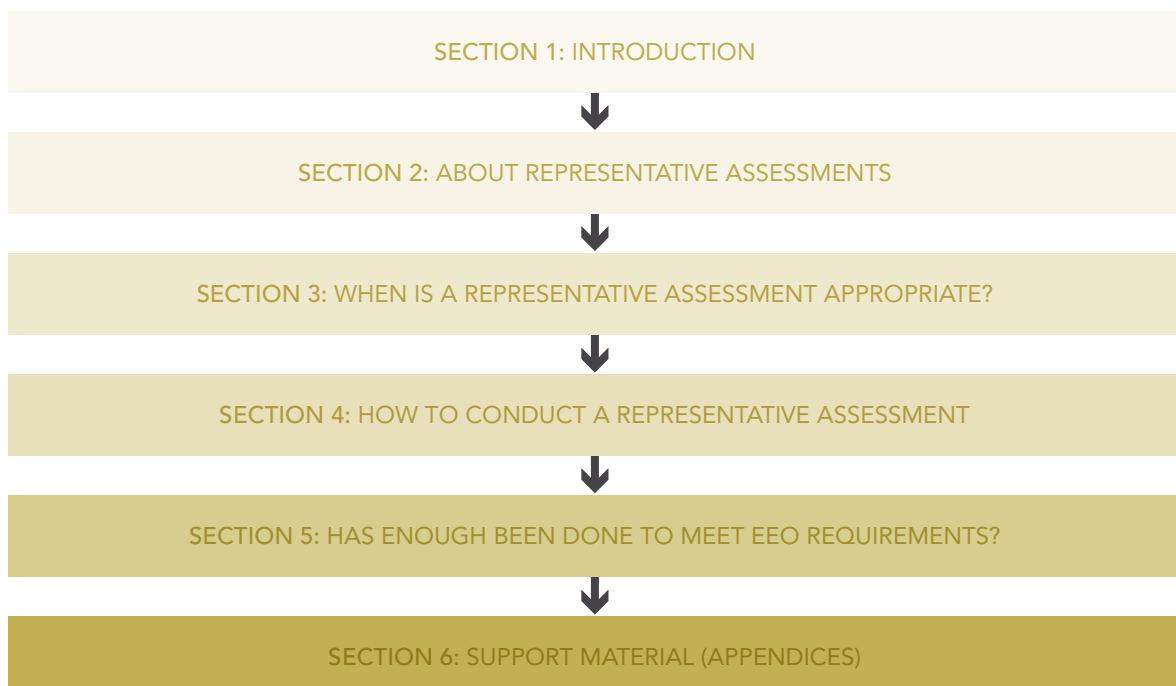 SECTION 1: INTRODUCTION
SECTION 2: ABOUT REPRESENTATIVE ASSESSMENTS
SECTION 3: WHEN IS A REPRESENTATIVE ASSESSMENT APPROPRIATE?
SECTION 4: HOW TO CONDUCT A REPRESENTATIVE ASSESSMENT
SECTION 5: HAS ENOUGH BEEN DONE TO MEET EEO REQUIREMENTS?
SECTION 6: SUPPORT MATERIAL (APPENDICES)